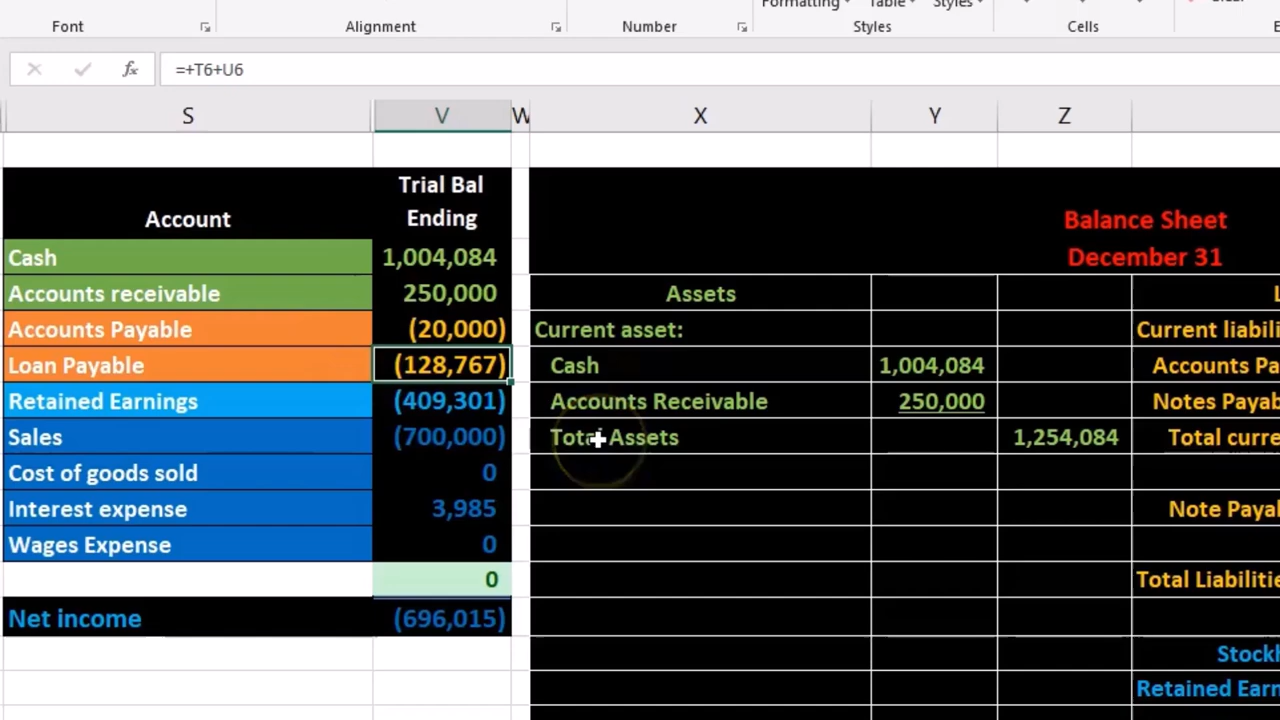 Formatting Table Styles
Font Alignment Number Styles Cells
fx =+T6+U6
S V W X Y Z
Trial Bal
Account Ending
Cash 1,004,084
Accounts receivable 250,000
Accounts Payable (20,000)
Loan Payable (128,767)
Retained Earnings (409,301)
Sales (700,000)
Cost of goods sold 0
Interest expense 3,985
Wages Expense 0
0
Net income (696,015)
Balance Sheet
December 31
Assets L
Current asset: Current liabili
Cash 1,004,084 Accounts Pa
Accounts Receivable 250,000 Notes Payab
Total Assets 1,254,084 Total curre
Note Payal
Total Liabilitie
Stockh
Retained Earn